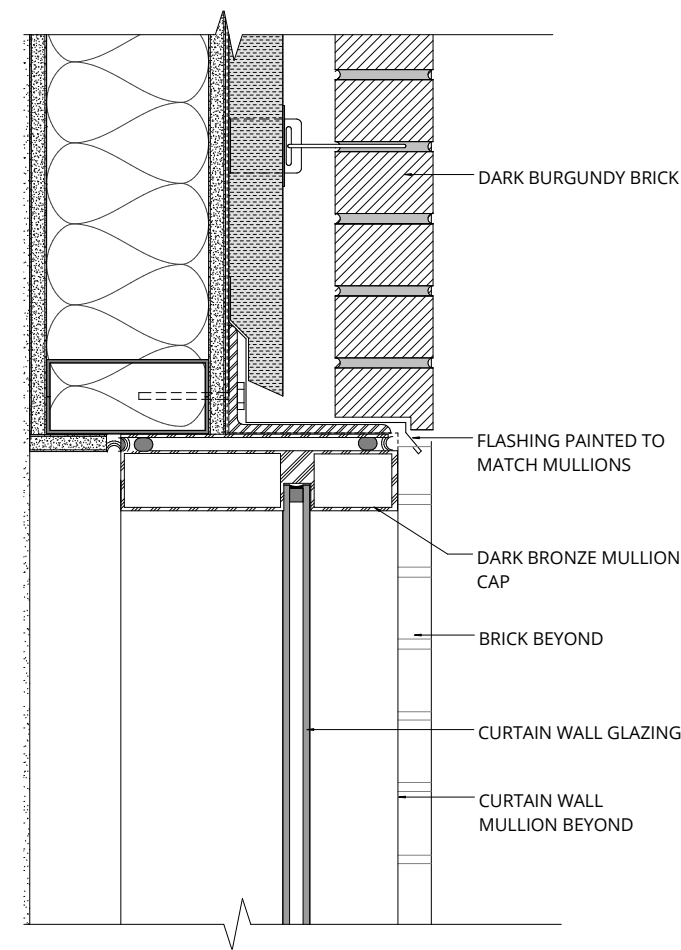 DARK BURGUNDY BRICK
FLASHING PAINTED TO
MATCH MULLIONS
DARK BRONZE MULLION
CAP
BRICK BEYOND
CURTAIN WALL GLAZING
CURTAIN WALL
MULLION BEYOND